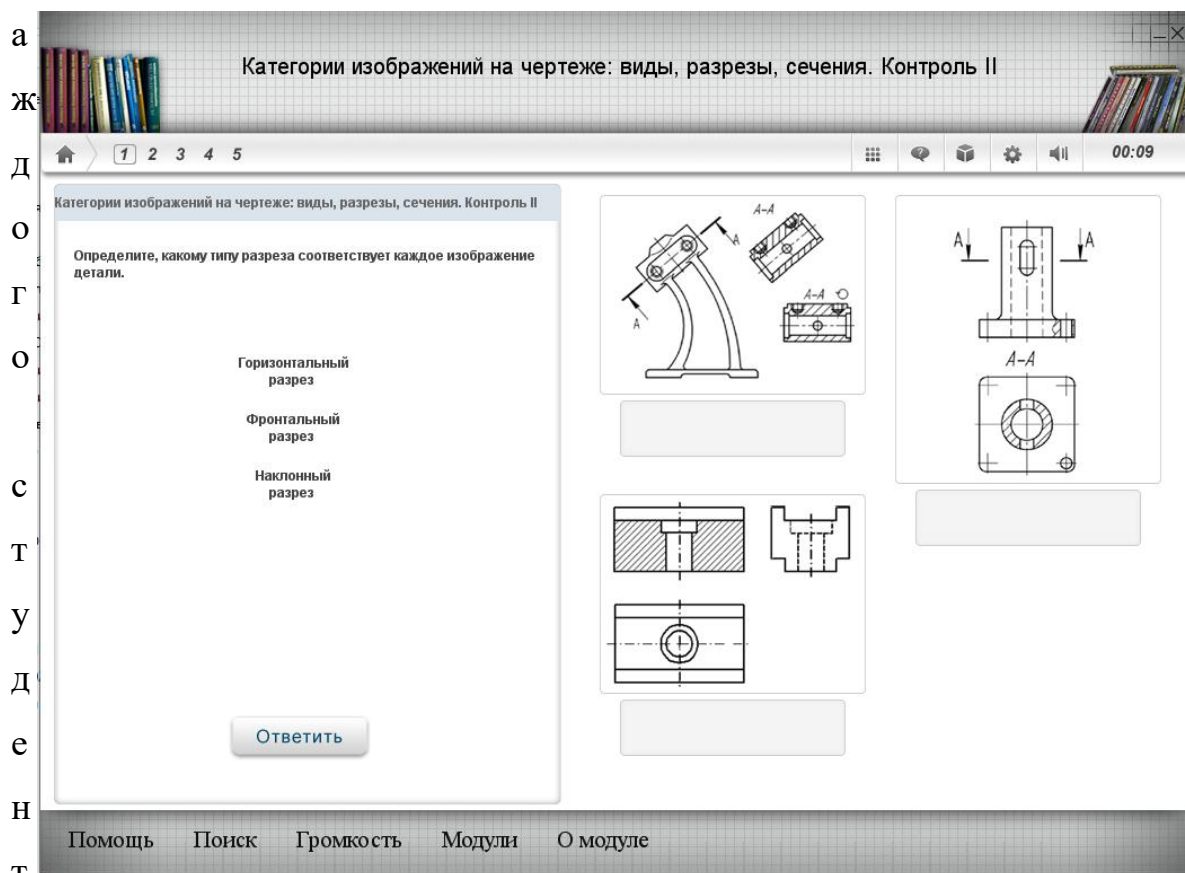 а
ж
д
о
г
о
с
т
у
д
е
н
т
Категории изображений на чертеже: виды, разрезы, сечения. Контроль II
1 2 3 4 5
00:09
Категории изображений на чертеже: виды, разрезы, сечения. Контроль II
Определите, какому типу разреза соответствует каждое изображение
детали.
Горизонтальный
разрез
Фронтальный
разрез
Наклонный
разрез
Ответить
А-А
А
А-А
А
А
А
А-А
Помощь Поиск Громкость Модули О модуле